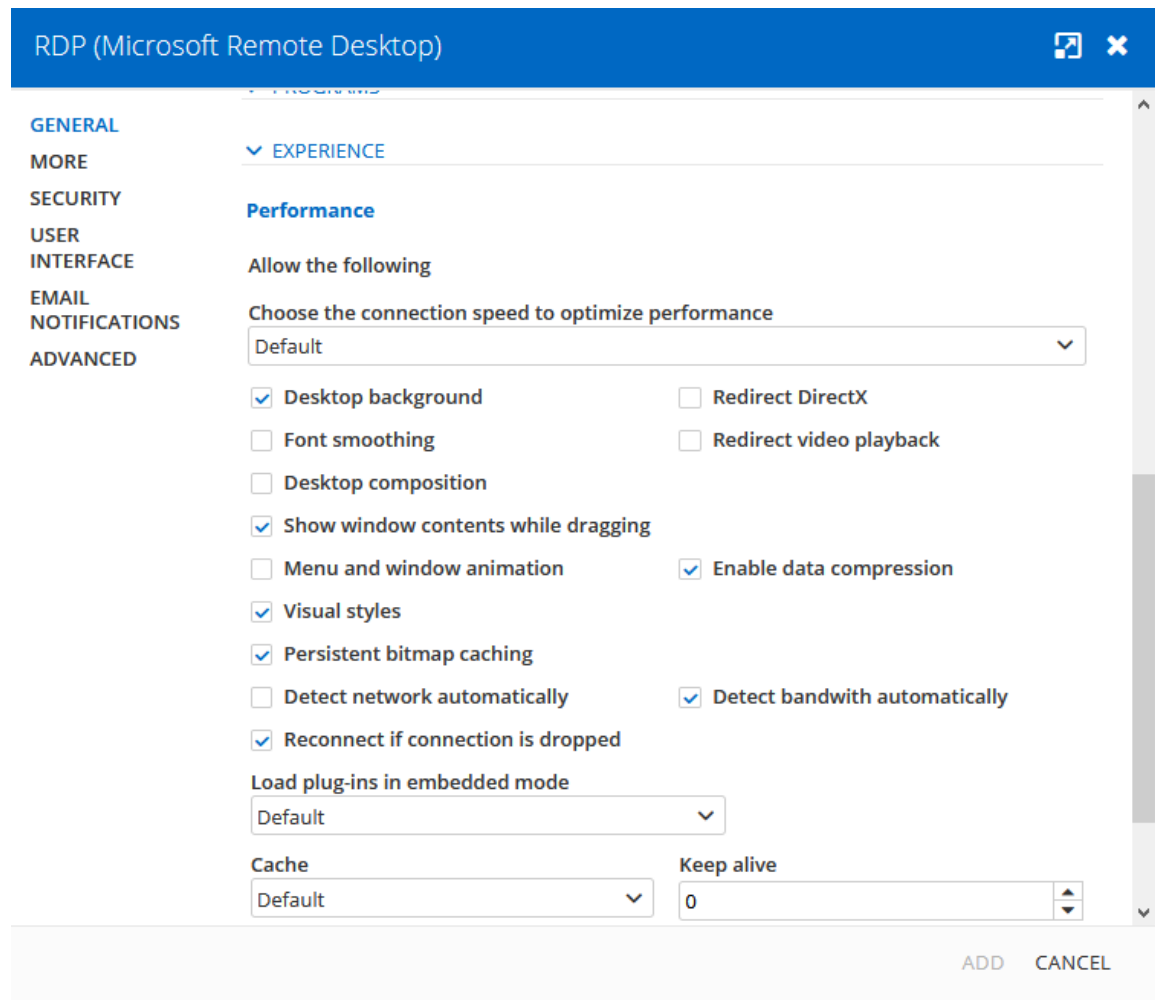 RDP (Microsoft Remote Desktop)
PROGRAMS
GENERAL
MORE
SECURITY
USER
INTERFACE
EMAIL
NOTIFICATIONS
ADVANCED
EXPERIENCE
Performance
Allow the following
Choose the connection speed to optimize performance
Default
Desktop background
Redirect DirectX
Font smoothing
Redirect video playback
Desktop composition
Show window contents while dragging
Menu and window animation
Enable data compression
Visual styles
Persistent bitmap caching
Detect network automatically
Detect bandwith automatically
Reconnect if connection is dropped
Load plug-ins in embedded mode
Default
Cache
Keep alive
Default
0
ADD
CANCEL